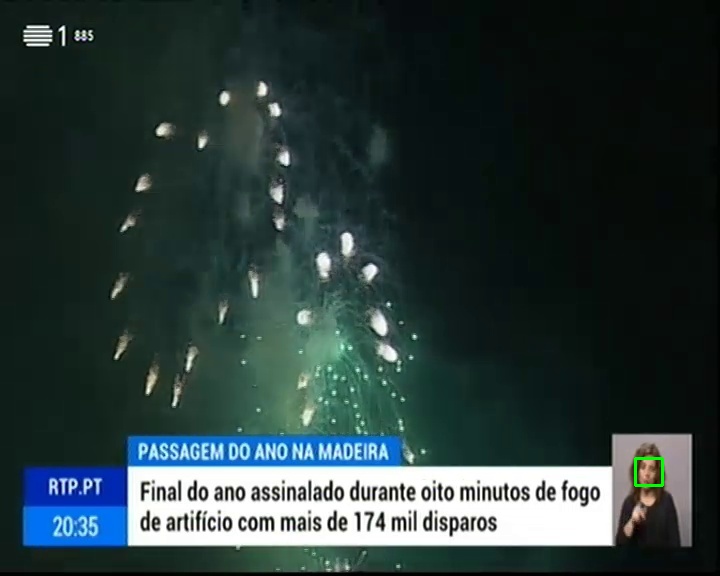 1 885
PASSAGEM DO ANO NA MADEIRA
RTP.PT
Final do ano assinalado durante oito minutos de fogo
de artifício com mais de 174 mil disparos
20:35